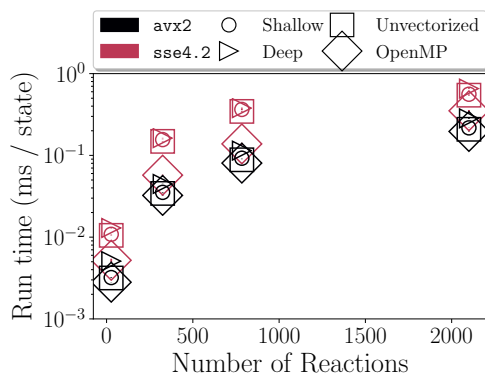 avx2 Shallow Unvectorized
sse4.2 Deep OpenMP
10^0
10^{-1}
10^{-2}
10^{-3}
Run time (ms / state)
0 500 1000 1500 2000
Number of Reactions